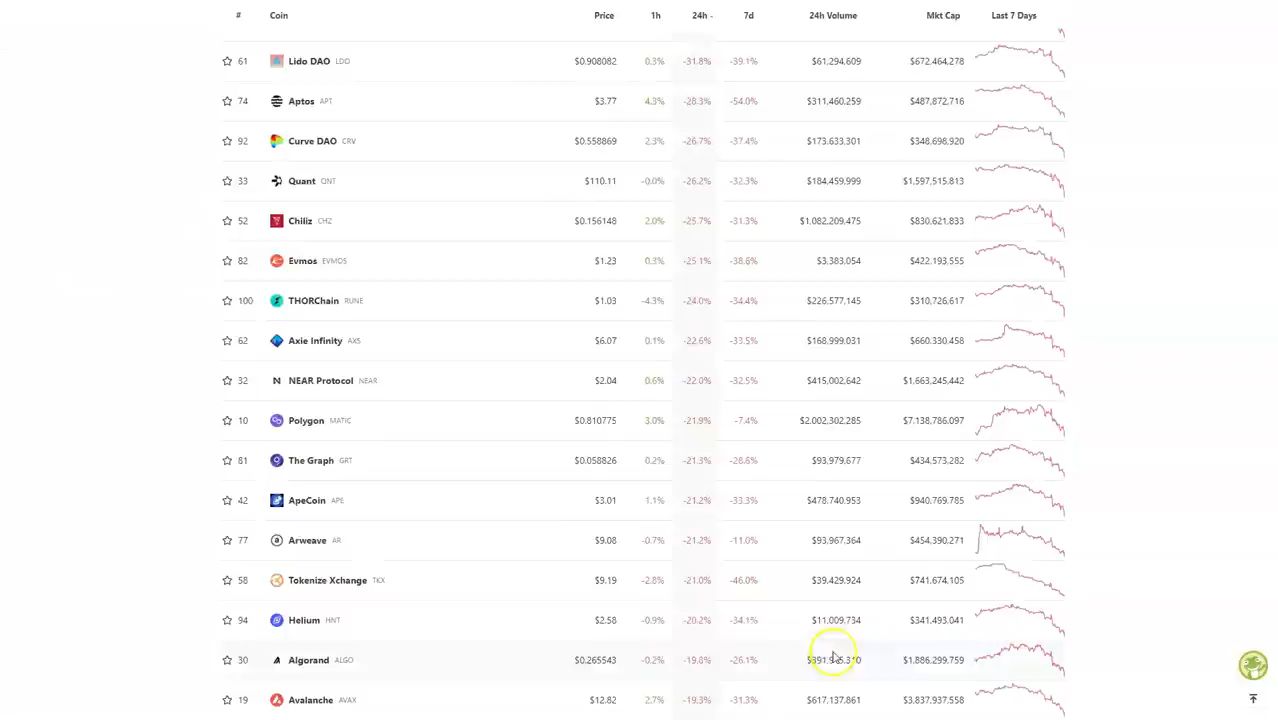 # Coin Price 1h 24h 7d 24h Volume Mkt Cap Last 7 Days
61 Lido DAO LDO $0.908082 0.3% -31.8% -39.1% $61,294,609 $672,464,278
74 Aptos APT $3.77 4.3% -28.3% -54.0% $311,460,259 $487,872,716
92 Curve DAO CRV $0.558869 2.3% -26.7% -37.4% $173,633,301 $348,698,920
33 Quant QNT $110.11 -0.0% -26.2% -32.3% $184,459,999 $1,597,515,813
52 Chiliz CHZ $0.156148 2.0% -25.7% -31.3% $1,082,209,475 $830,621,833
82 Evmos EVMOS $1.23 0.3% -25.1% -38.6% $3,383,054 $422,193,555
100 THORChain RUNE $1.03 -4.3% -24.0% -34.4% $226,577,145 $310,726,617
62 Axie Infinity AXS $6.07 0.1% -22.6% -33.5% $168,999,031 $660,330,458
32 NEAR Protocol NEAR $2.04 0.6% -22.0% -32.5% $415,002,642 $1,663,245,442
10 Polygon MATIC $0.810775 3.0% -21.9% -7.4% $2,002,302,285 $7,138,786,097
81 The Graph GRT $0.058826 0.2% -21.3% -28.6% $93,979,677 $434,573,282
42 ApeCoin APE $3.01 1.1% -21.2% -33.3% $478,740,953 $940,769,785
77 Arweave AR $9.08 -0.7% -21.2% -11.0% $93,967,364 $454,390,271
58 Tokenize Xchange TKX $9.19 -2.8% -21.0% -46.0% $39,429,924 $741,674,105
94 Helium HNT $2.58 -0.9% -20.2% -34.1% $11,009,734 $341,493,041
30 Algorand ALGO $0.265543 -0.2% -19.8% -26.1% $1,886,299,759
19 Avalanche AVAX $12.82 2.7% -19.3% -31.3% $617,137,861 $3,837,937,558